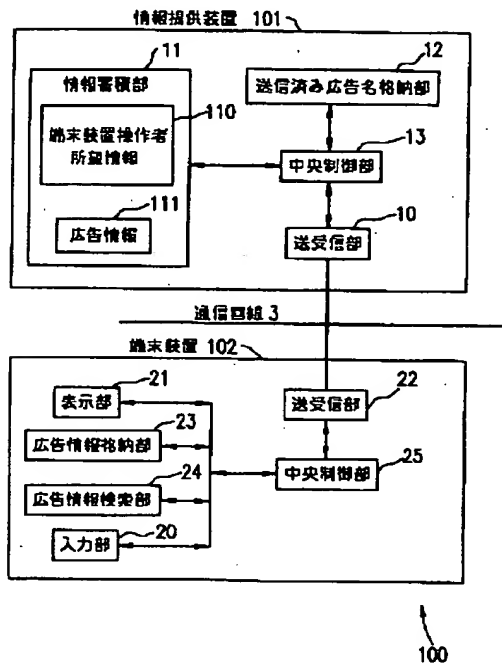 情報提供装置 101
11
情報蓄積部
110
端末装置操作者
所望情報
111
広告情報
12
送信済み広告名格納部
13
中央制御部
10
送受信部
通信回線 3
端末装置 102
21
表示部
23
広告情報格納部
24
広告情報検索部
20
入力部
22
送受信部
25
中央制御部
100